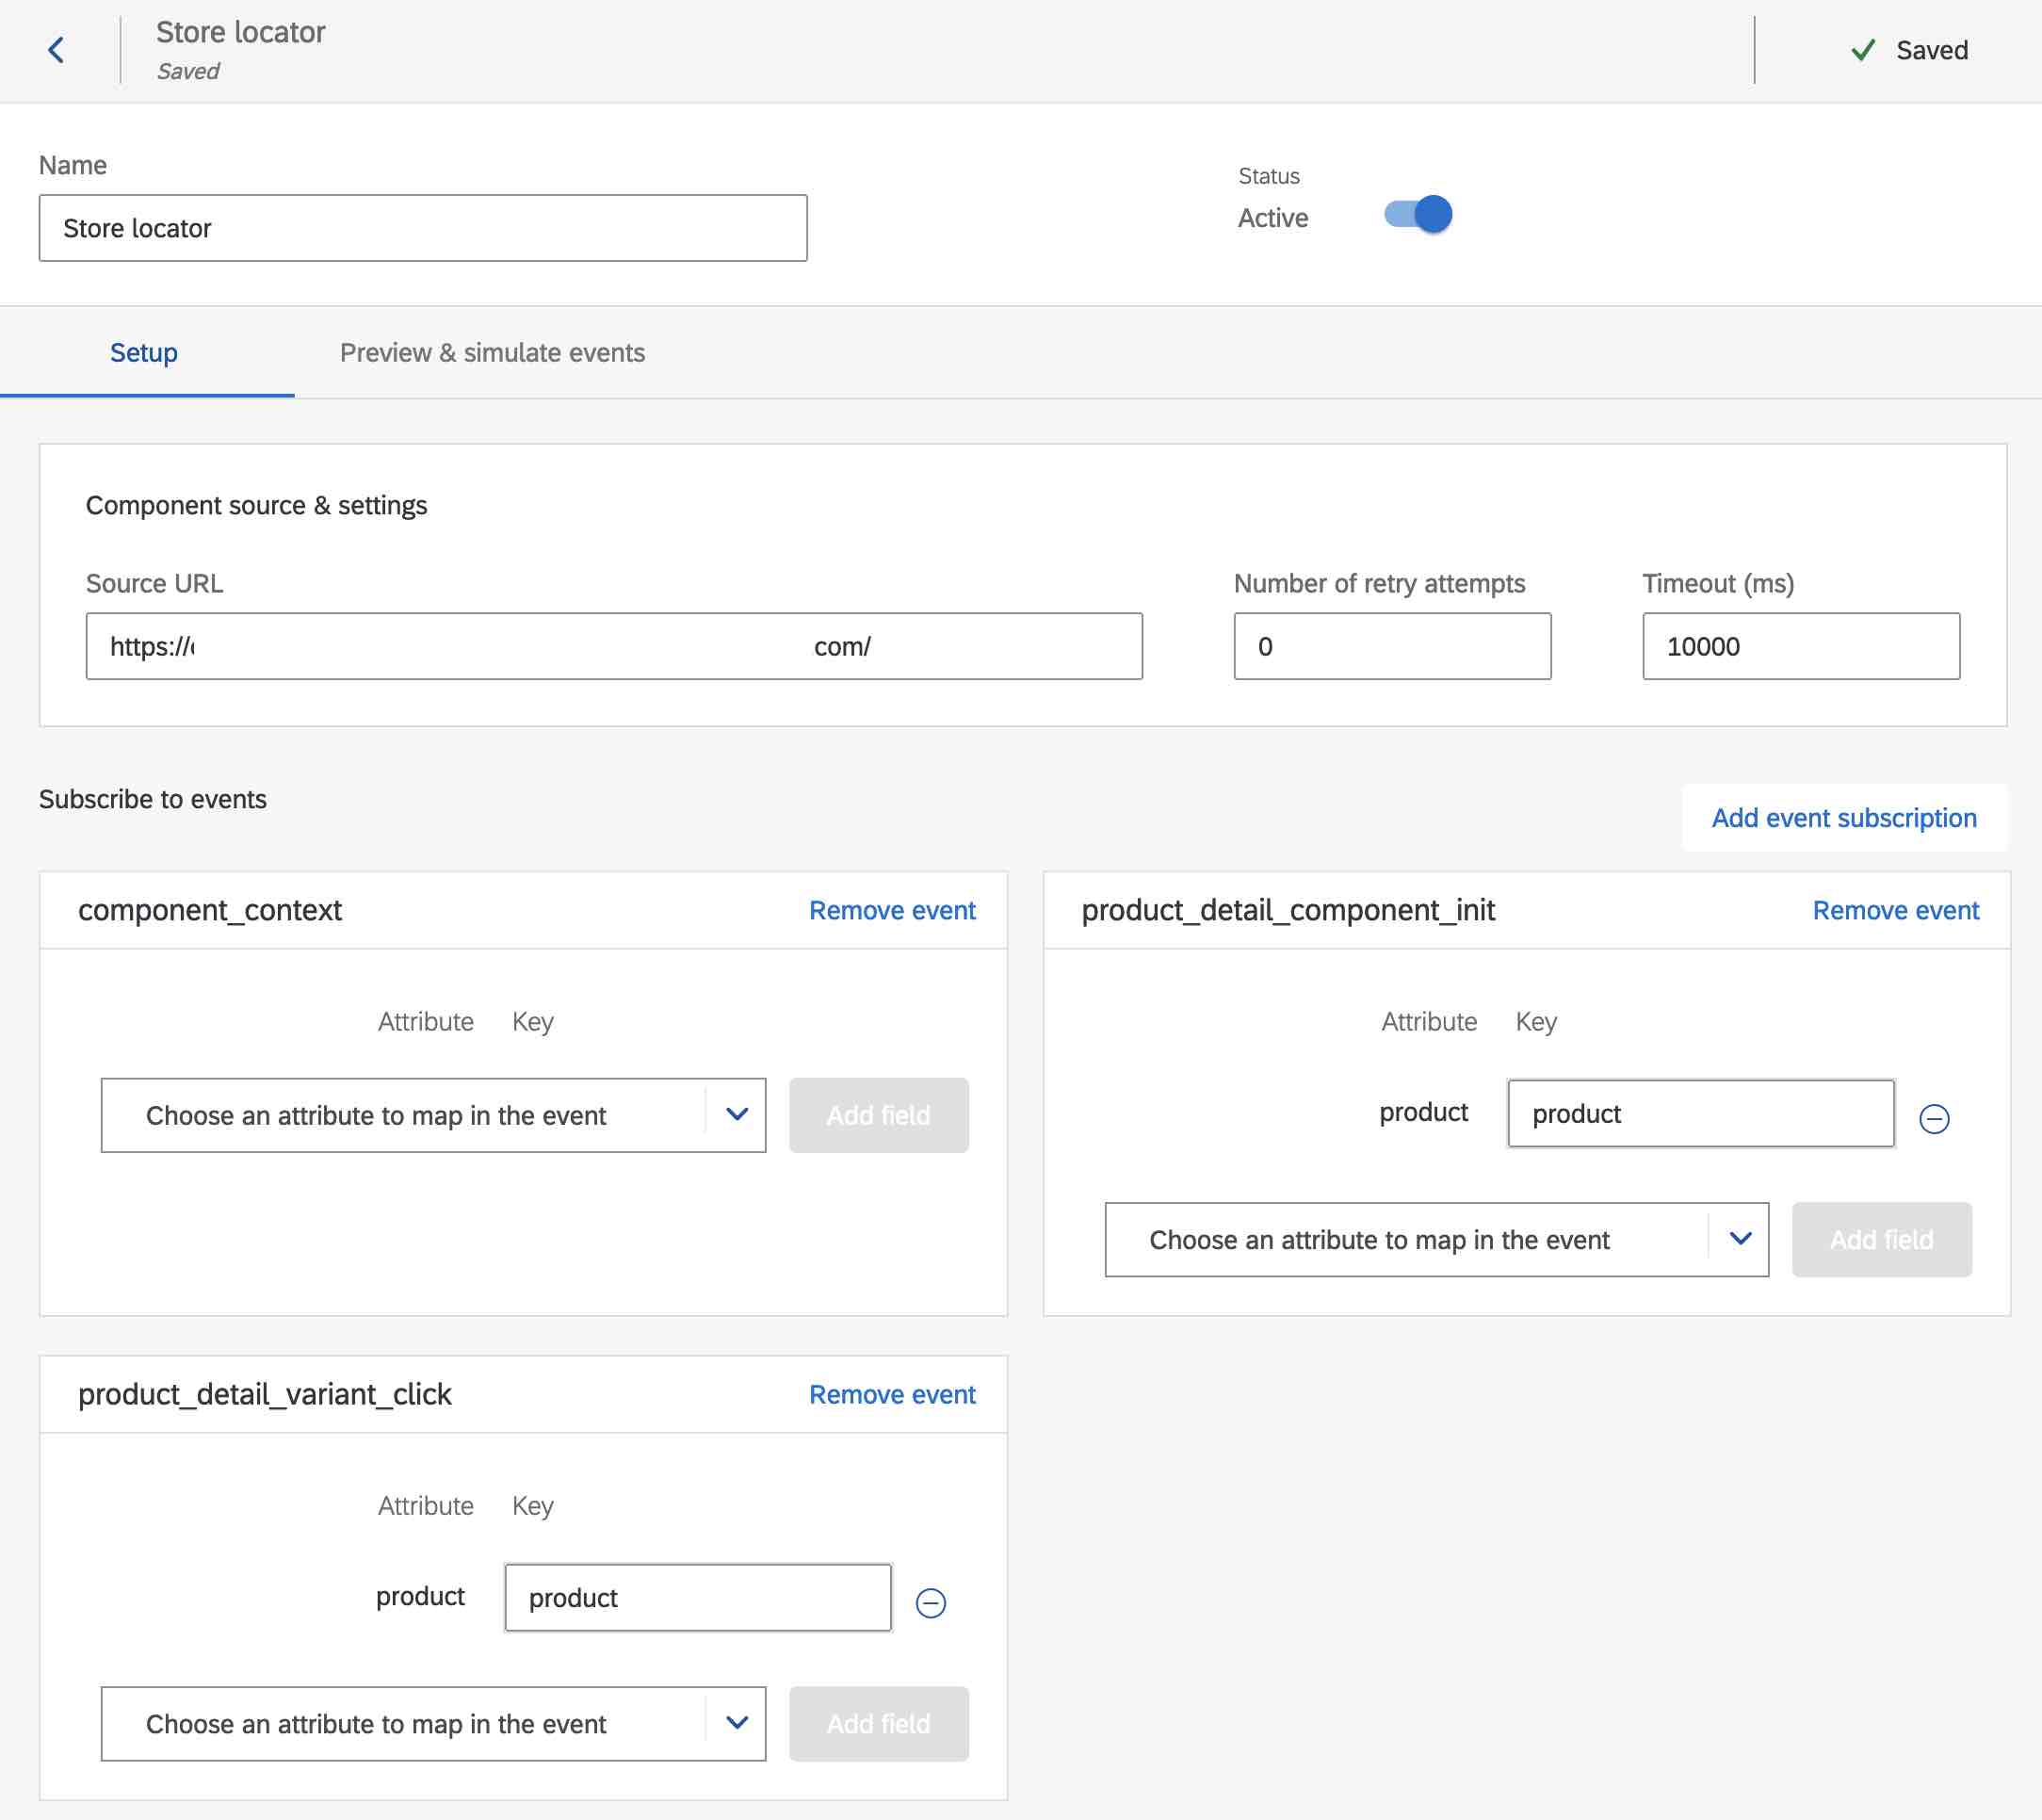 Store locator
Saved
Saved
Name
Store locator
Status
Active
Setup
Preview & simulate events
Component source & settings
Source URL
https://
com/
Number of retry attempts
0
Timeout (ms)
10000
Subscribe to events
Add event subscription
component_context
Remove event
Attribute Key
Choose an attribute to map in the event
Add field
product_detail_component_init
Remove event
Attribute Key
product product
Choose an attribute to map in the event
Add field
product_detail_variant_click
Remove event
Attribute Key
product product
Choose an attribute to map in the event
Add field